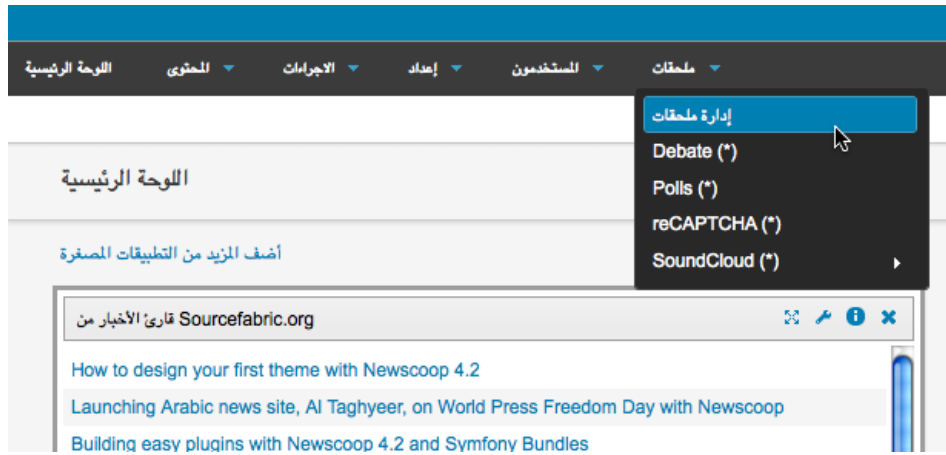 اللوحة الرئيسية المحتوى الاجراءات إعداد المستخدمون ملحقات
إدارة ملحقات
Debate (*)
Polls (*)
reCAPTCHA (*)
SoundCloud (*)
اللوحة الرئيسية
أضف المزيد من التطبيقات المصغرة
قارئ الأخبار من Sourcefabric.org
How to design your first theme with Newscoop 4.2
Launching Arabic news site, Al Taghyeer, on World Press Freedom Day with Newscoop
Building easy plugins with Newscoop 4.2 and Symfony Bundles